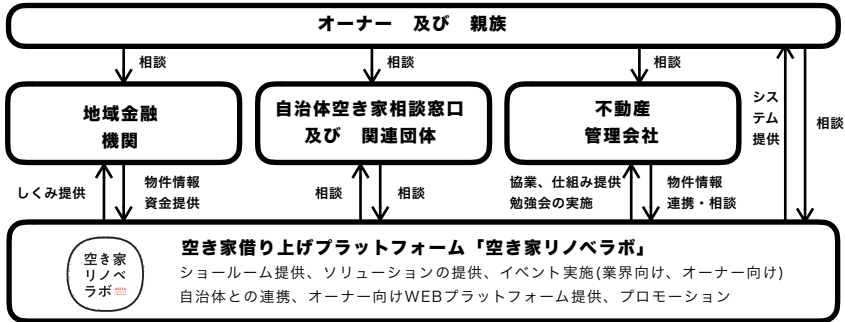 オーナー 及び 親族
相談
相談
相談
地域金融
機関
自治体空き家相談窓口
及び 関連団体
不動産
管理会社
シス
テム
提供
相談
しくみ提供
物件情報
資金提供
相談
相談
協業、仕組み提供
勉強会の実施
物件情報
連携・相談
空き家
リノベ
ラボ
空き家借り上げプラットフォーム「空き家リノベラボ」
ショールーム提供、ソリューションの提供、イベント実施(業界向け、オーナー向け)
自治体との連携、オーナー向けWEBプラットフォーム提供、プロモーション